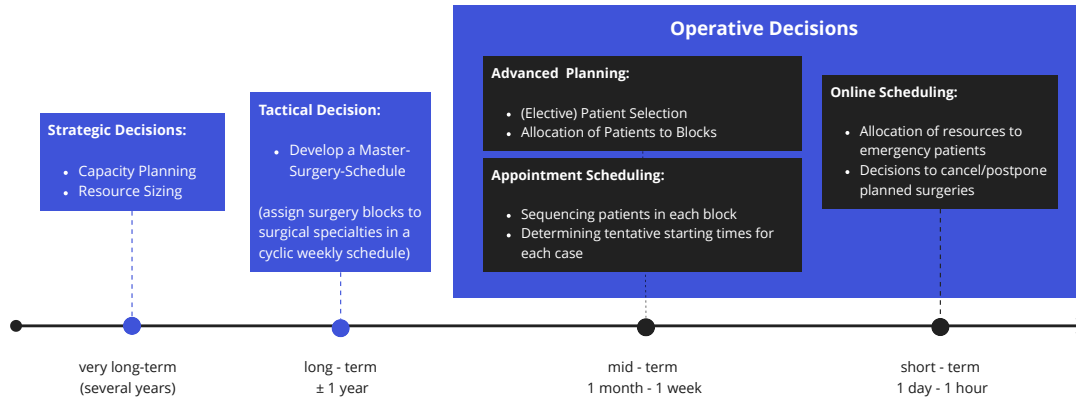 Operative Decisions
Strategic Decisions:
• Capacity Planning
• Resource Sizing
Tactical Decision:
• Develop a Master-
Surgery-Schedule
(assign surgery blocks to
surgical specialties in a
cyclic weekly schedule)
Advanced Planning:
• (Elective) Patient Selection
• Allocation of Patients to Blocks
Appointment Scheduling:
• Sequencing patients in each block
• Determining tentative starting times for
each case
Online Scheduling:
• Allocation of resources to
emergency patients
• Decisions to cancel/postpone
planned surgeries
very long-term
(several years)
long - term
± 1 year
mid - term
1 month - 1 week
short - term
1 day - 1 hour